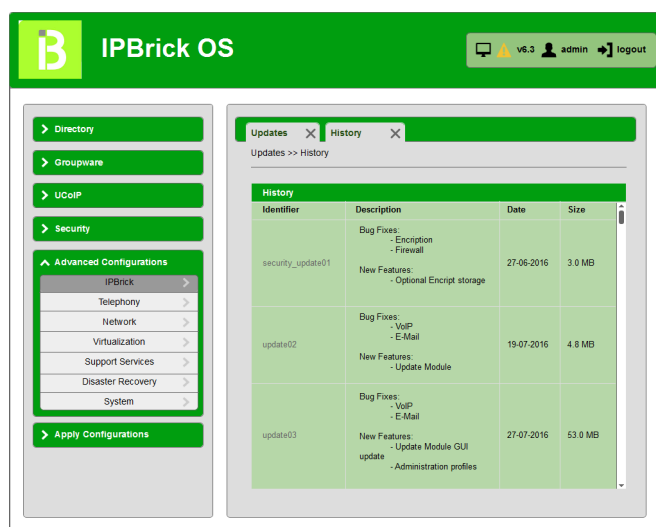 IPBrick OS
v6.3 admin logout
Directory
Groupware
UCoIP
Security
Advanced Configurations
IPBrick
Telephony
Network
Virtualization
Support Services
Disaster Recovery
System
Apply Configurations
Updates History
Updates >> History
History
Identifier Description Date Size
security_update01
Bug Fixes:
- Encription
- Firewall
New Features:
- Optional Encript storage
27-06-2016 3.0 MB
update02
Bug Fixes:
- VoIP
- E-Mail
New Features:
- Update Module
19-07-2016 4.8 MB
update03
Bug Fixes:
- VoIP
- E-Mail
New Features:
- Update Module GUI
update
- Administration profiles
27-07-2016 53.0 MB